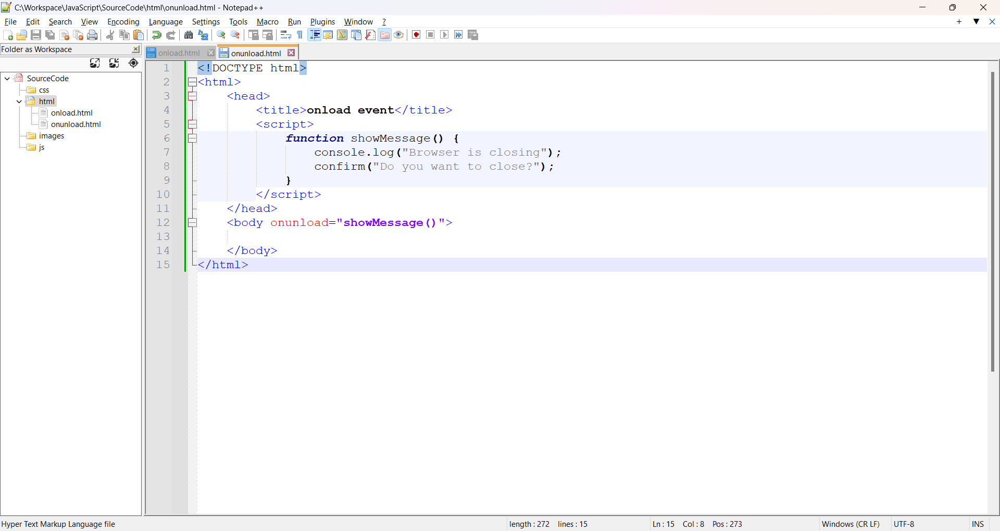 C:\Workspace\JavaScript\SourceCode\html\onunload.html - Notepad++
File Edit Search View Encoding Language Settings Tools Macro Run Plugins Window ?
Folder as Workspace
onload.html onunload.html
SourceCode
css
html
onload.html
onunload.html
images
js
1 <!DOCTYPE html>
2 <html>
3 <head>
4 <title>onload event</title>
5 <script>
6 function showMessage() {
7 console.log("Browser is closing");
8 confirm("Do you want to close?");
9 }
10 </script>
11 </head>
12 <body onunload="showMessage()">
13
14 </body>
15 </html>
Hyper Text Markup Language file length : 272 lines : 15 Ln : 15 Col : 8 Pos : 273 Windows (CR LF) UTF-8 INS